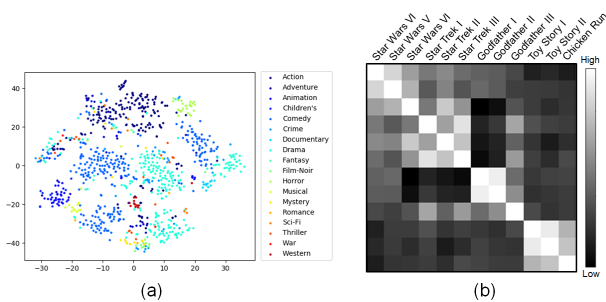 Action
Adventure
Animation
Children's
Comedy
Crime
Documentary
Drama
Fantasy
Film-Noir
Horror
Musical
Mystery
Romance
Sci-Fi
Thriller
War
Western
40
20
0
−20
−40
−30
−20
−10
0
10
20
30
(a)
Star Wars VI
Star Wars V
Star Wars VI
Star Trek I
Star Trek II
Star Trek III
Godfather I
Godfather II
Godfather III
Toy Story I
Toy Story II
Chicken Run
High
Low
(b)